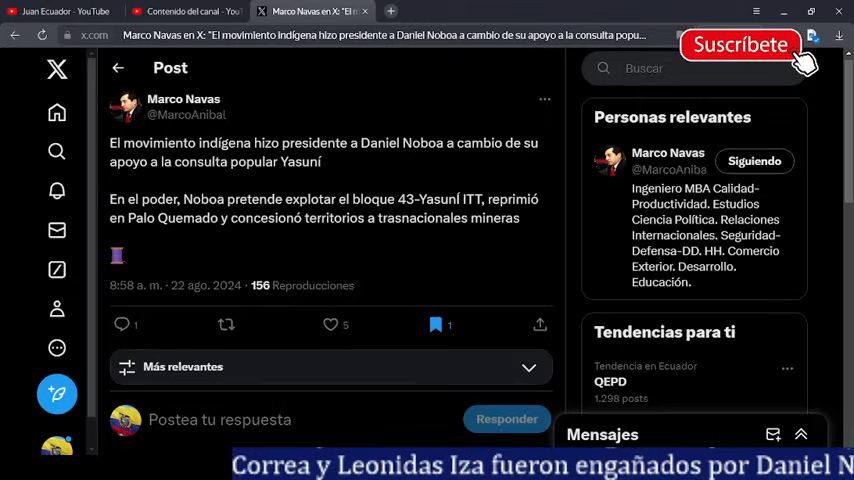 Juan Ecuador - YouTube
Contenido del canal - YouT
Marco Navas en X: "El m
x.com
Marco Navas en X: "El movimiento indígena hizo presidente a Daniel Noboa a cambio de su apoyo a la consulta popu...
Suscríbete
Post
Buscar
Marco Navas
@MarcoAnibal
El movimiento indígena hizo presidente a Daniel Noboa a cambio de su
apoyo a la consulta popular Yasuní
En el poder, Noboa pretende explotar el bloque 43-YasunÍ ITT, reprimió
en Palo Quemado y concesionó territorios a trasnacionales mineras
8:58 a. m. · 22 ago. 2024 · 156 Reproducciones
1
5
1
Más relevantes
Postea tu respuesta
Responder
Personas relevantes
Marco Navas
@MarcoAniba
Siguiendo
Ingeniero MBA Calidad-
Productividad. Estudios
Ciencia Política. Relaciones
Internacionales. Seguridad-
Defensa-DD. HH. Comercio
Exterior. Desarrollo.
Educación.
Tendencias para ti
Tendencia en Ecuador
QEPD
1.298 posts
Mensajes
Correa y Leonidas Iza fueron engañados por Daniel N